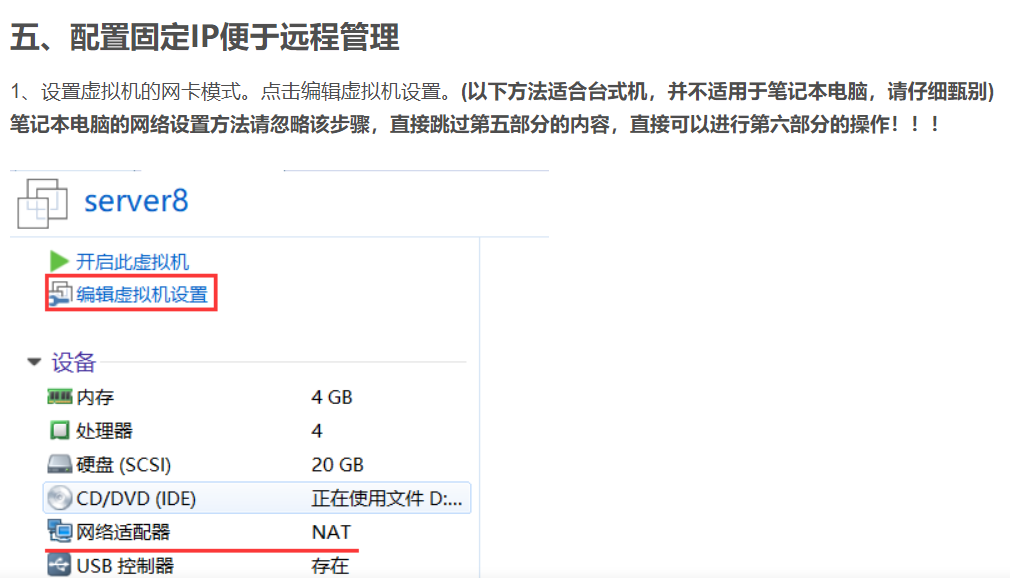 五、配置固定IP便于远程管理
1、设置虚拟机的网卡模式。点击编辑虚拟机设置。(以下方法适合台式机，并不适用于笔记本电脑，请仔细甄别)
笔记本电脑的网络设置方法请忽略该步骤，直接跳过第五部分的内容，直接可以进行第六部分的操作！！！
server8
开启此虚拟机
编辑虚拟机设置
设备
内存 4 GB
处理器 4
硬盘 (SCSI) 20 GB
CD/DVD (IDE) 正在使用文件 D:...
网络适配器 NAT
USB 控制器 存在